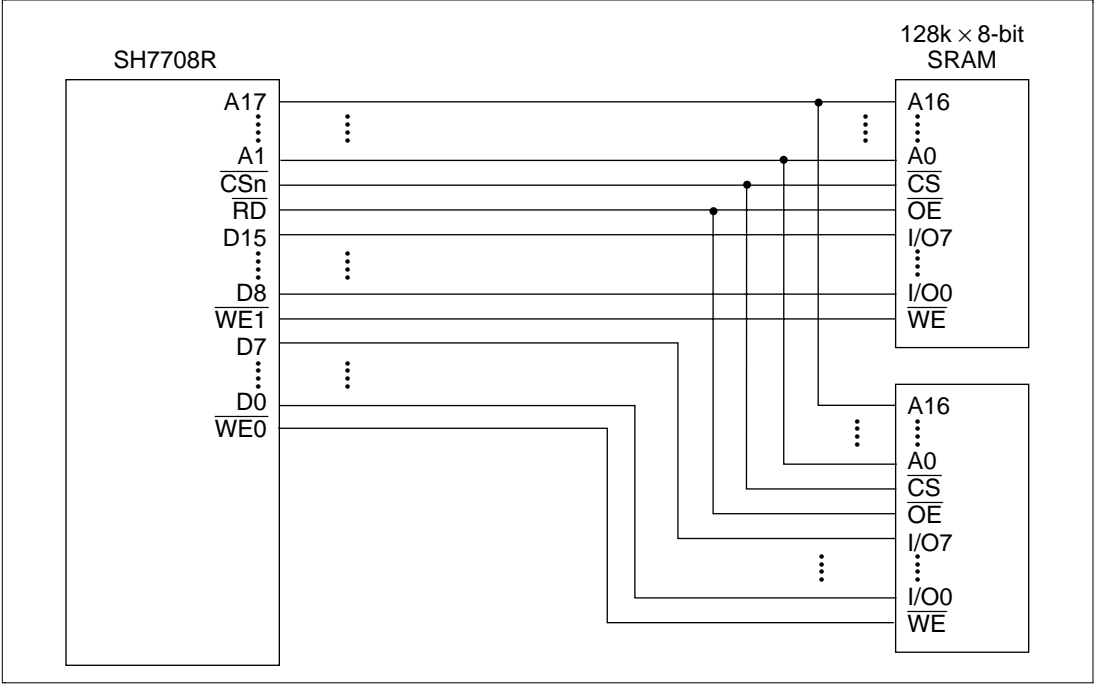 SH7708R
A17
A1
CSn
RD
D15
D8
WE1
D7
D0
WE0
128k × 8-bit
SRAM
A16
A0
CS
OE
I/O7
I/O0
WE
A16
A0
CS
OE
I/O7
I/O0
WE